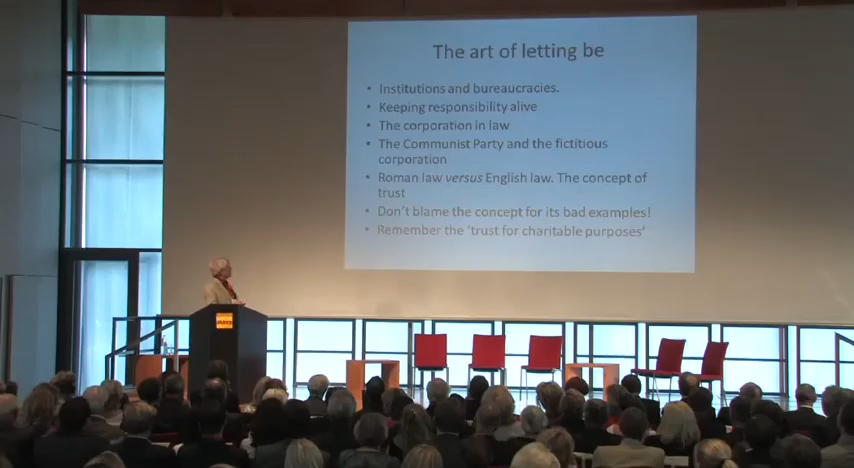 The art of letting be
• Institutions and bureaucracies.
• Keeping responsibility alive
• The corporation in law
• The Communist Party and the fictitious
corporation
• Roman law versus English law. The concept of
trust
• Don't blame the concept for its bad examples!
• Remember the 'trust for charitable purposes'